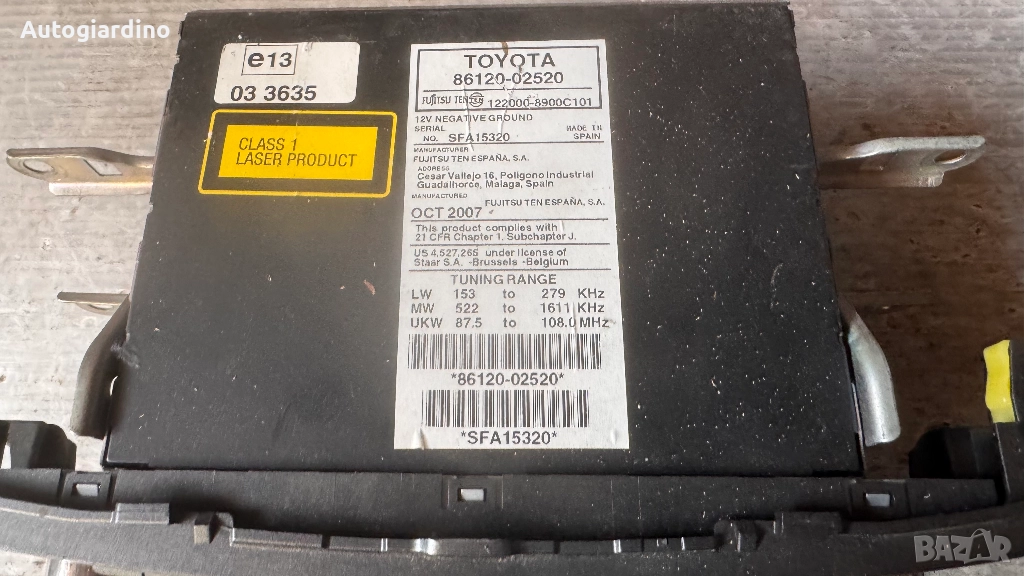 Autogiardino
e13
03 3635
CLASS 1
LASER PRODUCT
TOYOTA
86120-02520
FUJITSU TEN 122000-8900C101
12V NEGATIVE GROUND
SERIAL
NO. SFA15320
MADE IN
SPAIN
MANUFACTURER
FUJITSU TEN ESPAÑA, S.A.
ADDRESS
Cesar Vallejo 16, Poligono Industrial
Guadalhorce, Malaga, Spain
MANUFACTURED
FUJITSU TEN ESPAÑA, S.A.
OCT 2007
This product complies with
21 CFR Chapter 1. Subchapter J.
US 4,527,265 under license of
Staar S.A. -Brussels -Belgium
TUNING RANGE
LW 153 to 279 KHz
MW 522 to 1611 KHz
UKW 87.5 to 108.0 MHz
*86120-02520*
*SFA15320*
BAZAR